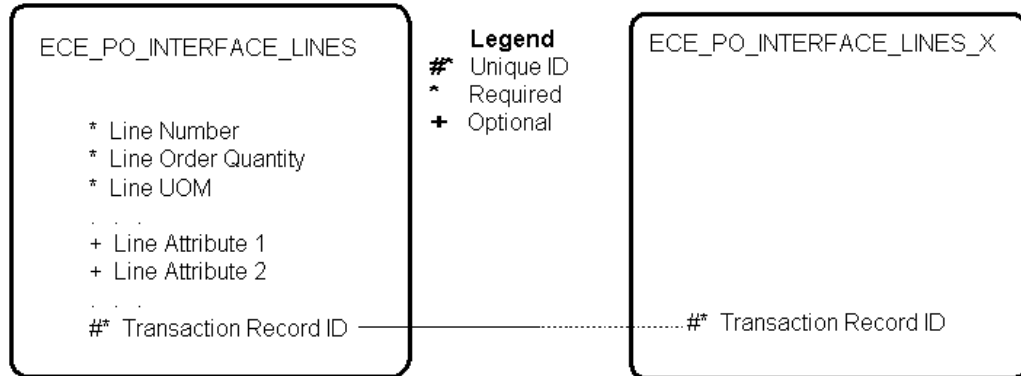 ECE_PO_INTERFACE_LINES
* Line Number
* Line Order Quantity
* Line UOM
. . .
+ Line Attribute 1
+ Line Attribute 2
. . .
#* Transaction Record ID
Legend
#* Unique ID
* Required
+ Optional
ECE_PO_INTERFACE_LINES_X
#* Transaction Record ID